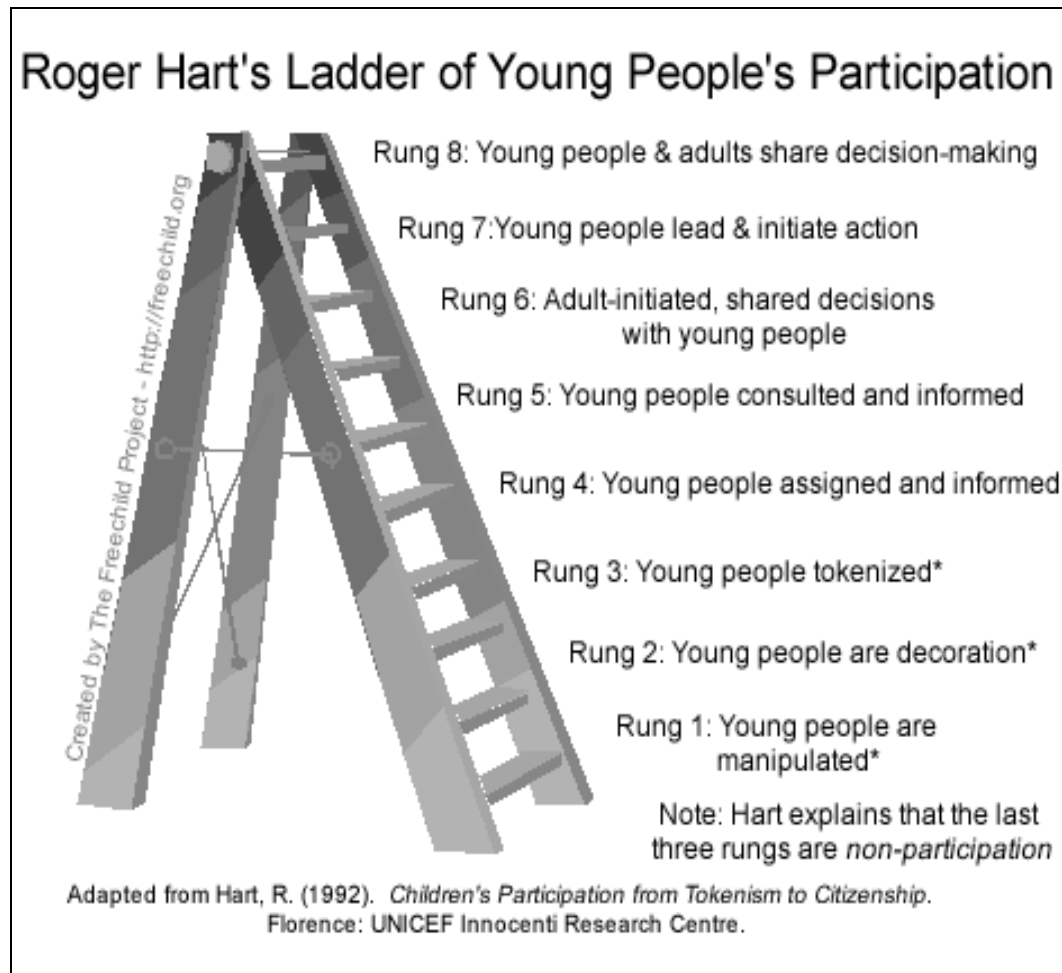 Roger Hart's Ladder of Young People's Participation
Rung 8: Young people & adults share decision-making
Rung 7:Young people lead & initiate action
Rung 6: Adult-initiated, shared decisions
with young people
Rung 5: Young people consulted and informed
Rung 4: Young people assigned and informed
Rung 3: Young people tokenized*
Rung 2: Young people are decoration*
Rung 1: Young people are
manipulated*
Note: Hart explains that the last
three rungs are non-participation
Created by The Freechild Project - http://freechild.org
Adapted from Hart, R. (1992). Children's Participation from Tokenism to Citizenship.
Florence: UNICEF Innocenti Research Centre.